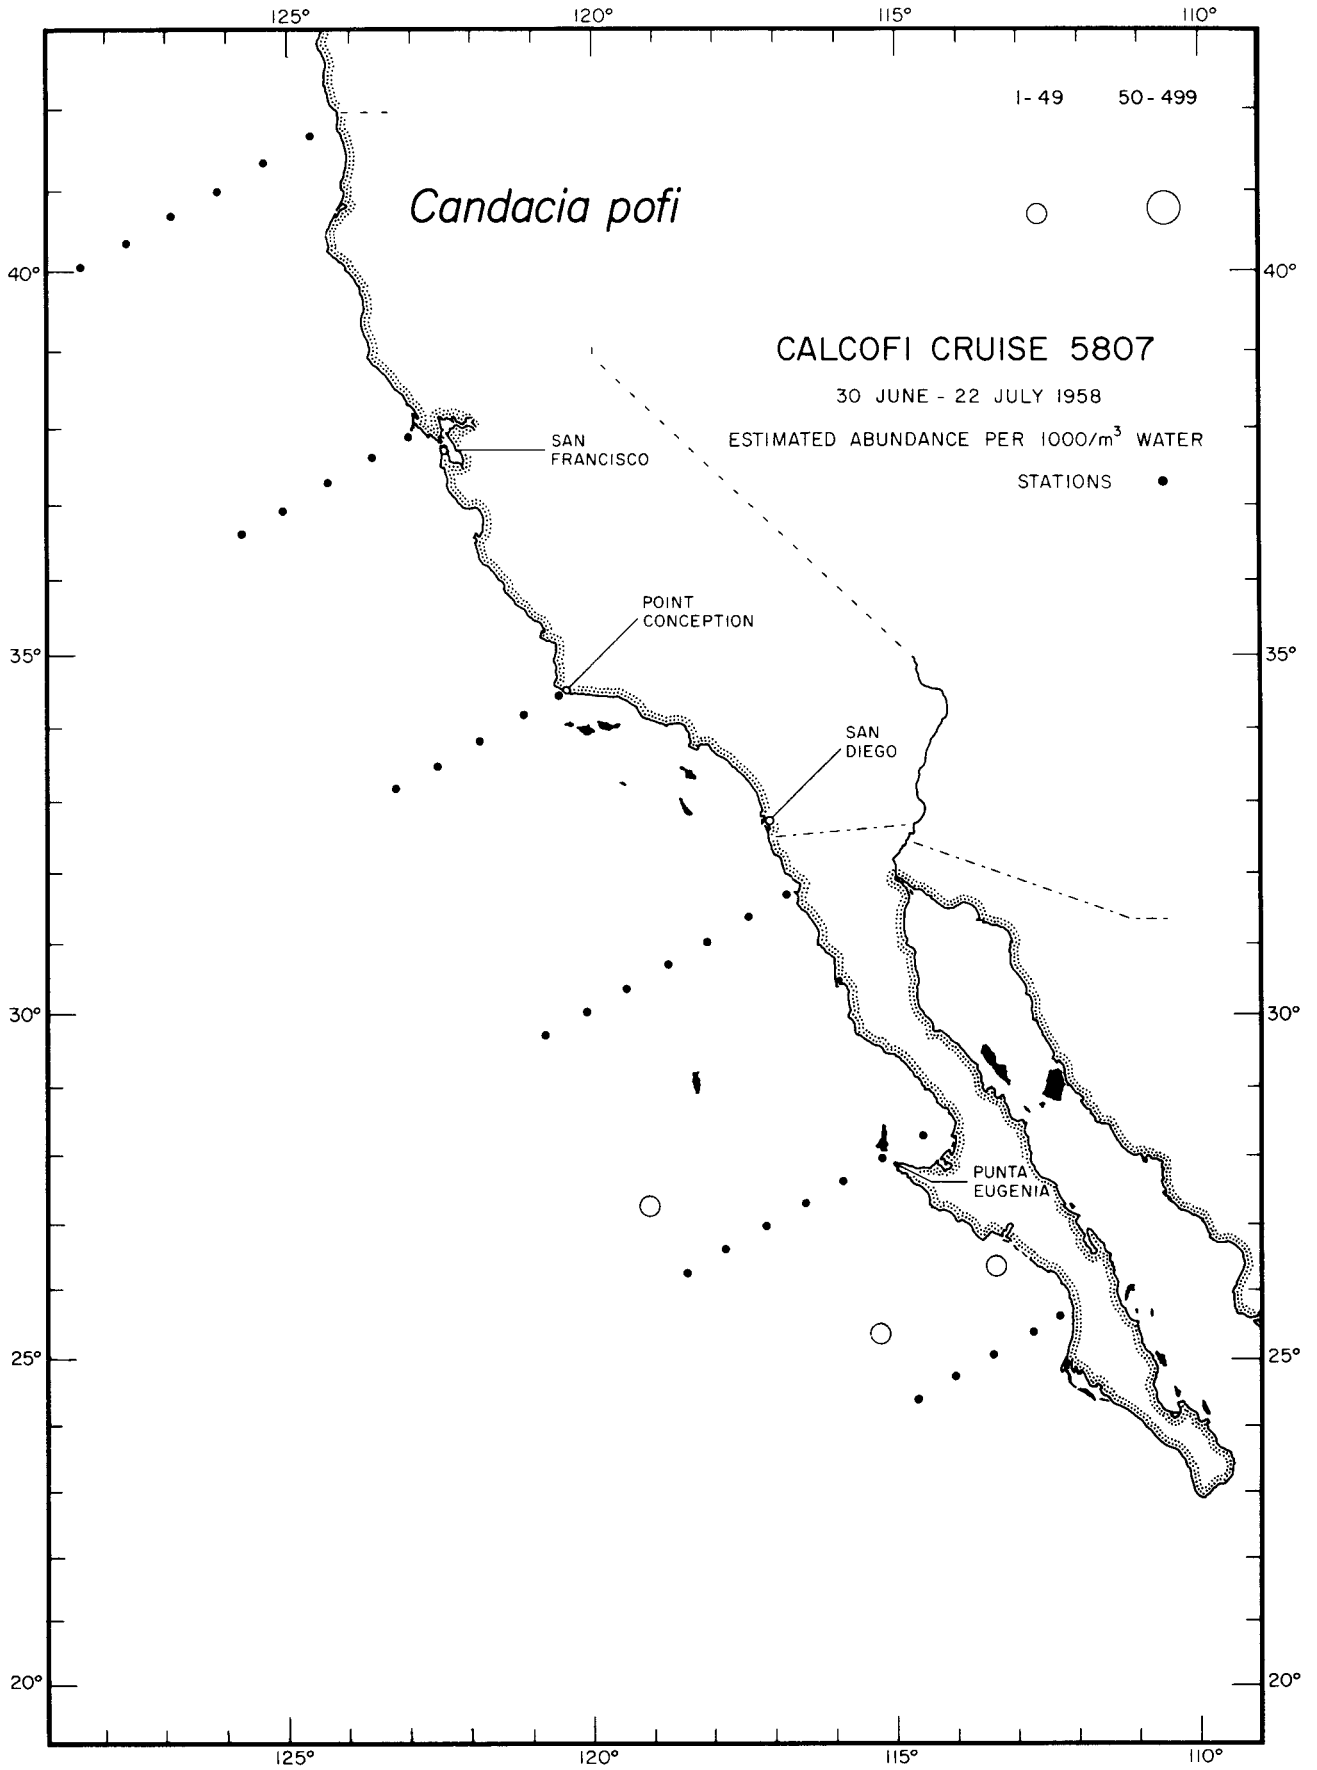 125° 120° 115° 110°
1-49 50-499
Candacia pofi
40° 40°
CALCOFI CRUISE 5807
30 JUNE - 22 JULY 1958
ESTIMATED ABUNDANCE PER 1000/m³ WATER
STATIONS
SAN
FRANCISCO
POINT
CONCEPTION
35° 35°
SAN
DIEGO
30° 30°
PUNTA
EUGENIA
25° 25°
20° 20°
125° 120° 115° 110°